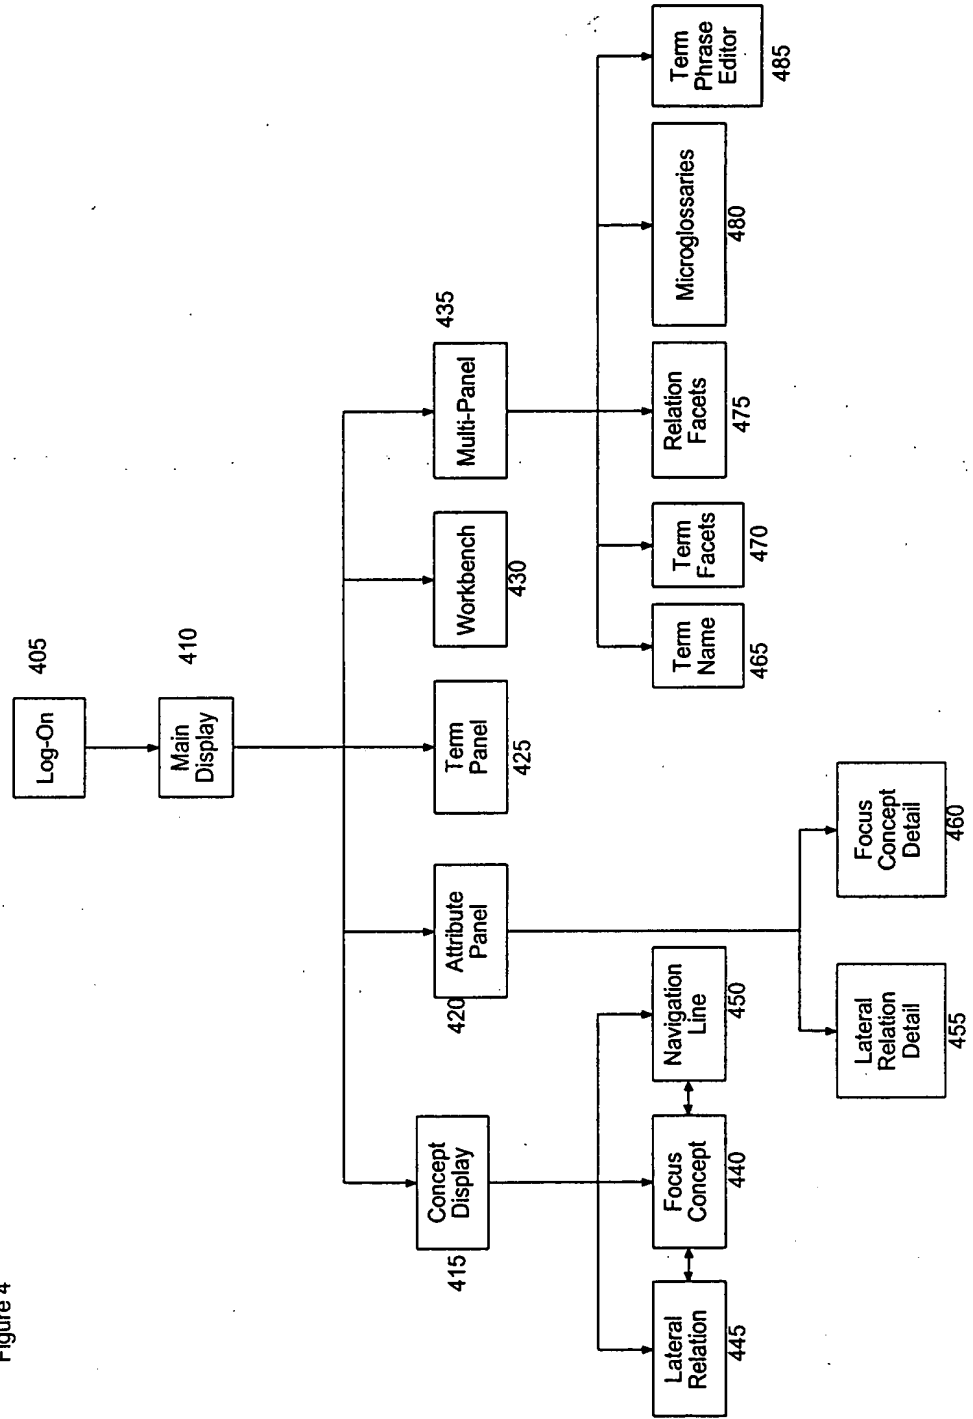 Figure 4
Log-On
405
Main
Display
410
Concept
Display
415
Attribute
Panel
420
Term
Panel
425
Workbench
430
Multi-Panel
435
Lateral
Relation
445
Focus
Concept
440
Navigation
Line
450
Term
Name
465
Term
Facets
470
Relation
Facets
475
Microglossaries
480
Term
Phrase
Editor
485
Lateral
Relation
Detail
455
Focus
Concept
Detail
460